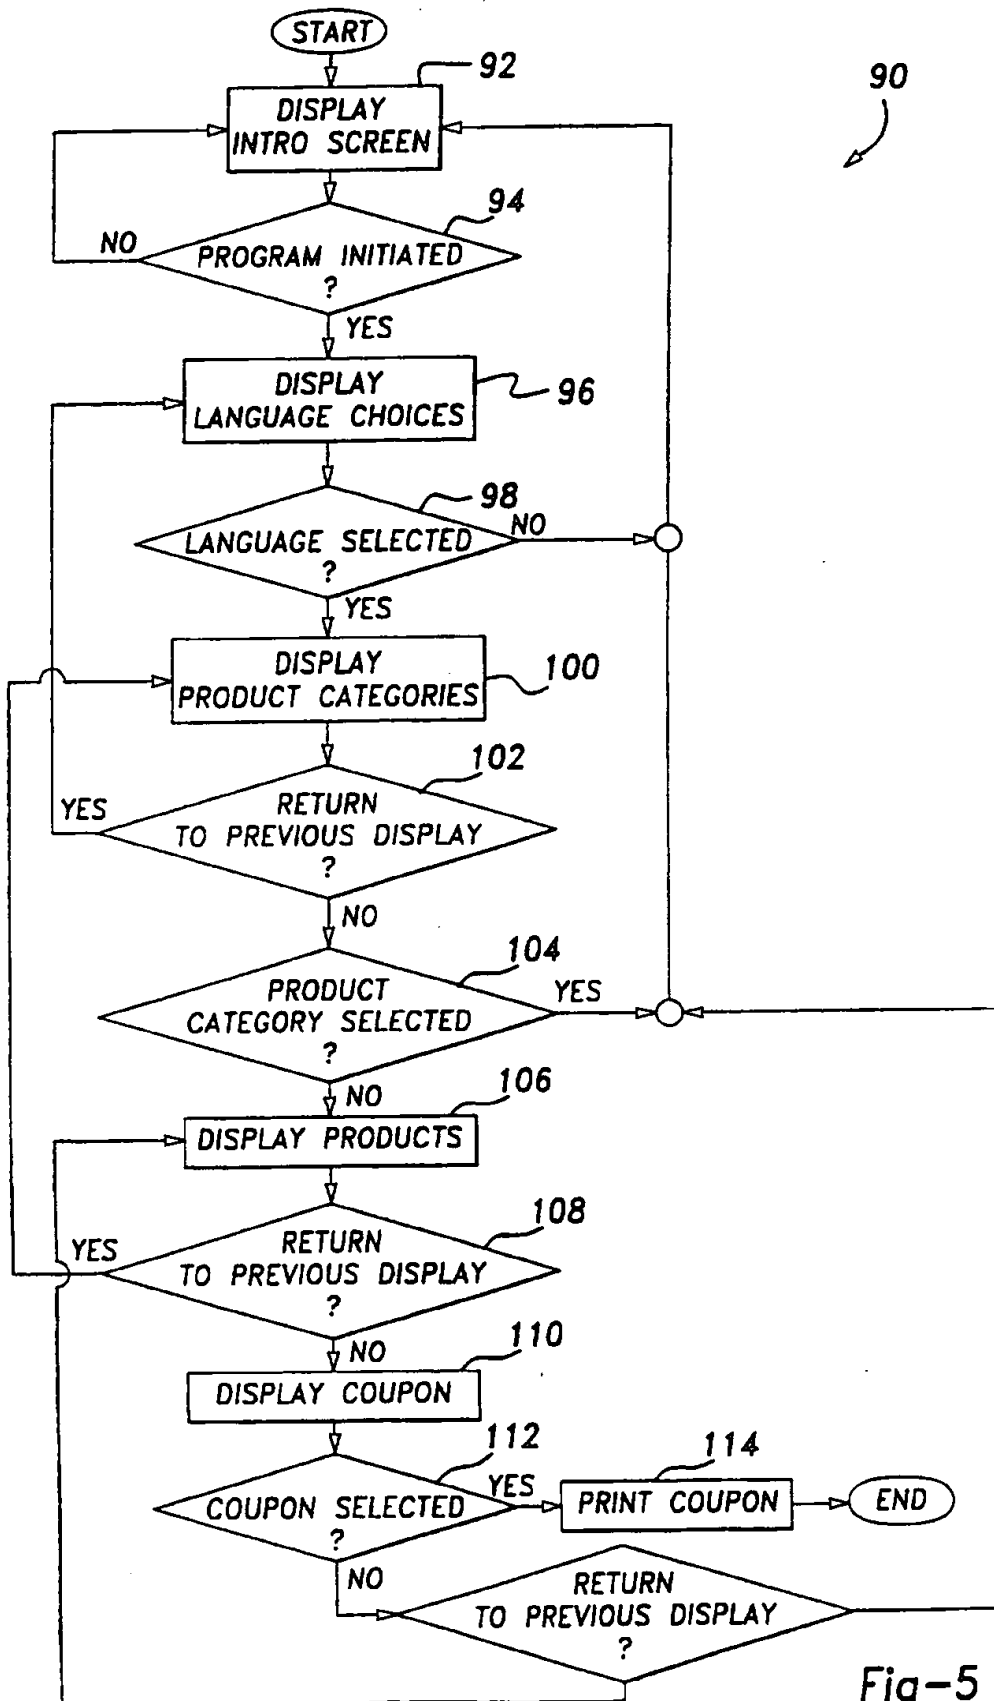 START
92
90
DISPLAY
INTRO SCREEN
94
NO
PROGRAM INITIATED
?
YES
DISPLAY
LANGUAGE CHOICES
96
98
NO
LANGUAGE SELECTED
?
YES
DISPLAY
PRODUCT CATEGORIES
100
102
YES
RETURN
TO PREVIOUS DISPLAY
?
NO
104
PRODUCT
CATEGORY SELECTED
?
YES
NO
106
DISPLAY PRODUCTS
108
YES
RETURN
TO PREVIOUS DISPLAY
?
NO
110
DISPLAY COUPON
112
COUPON SELECTED
?
YES
114
PRINT COUPON
END
NO
RETURN
TO PREVIOUS DISPLAY
?
Fig-5